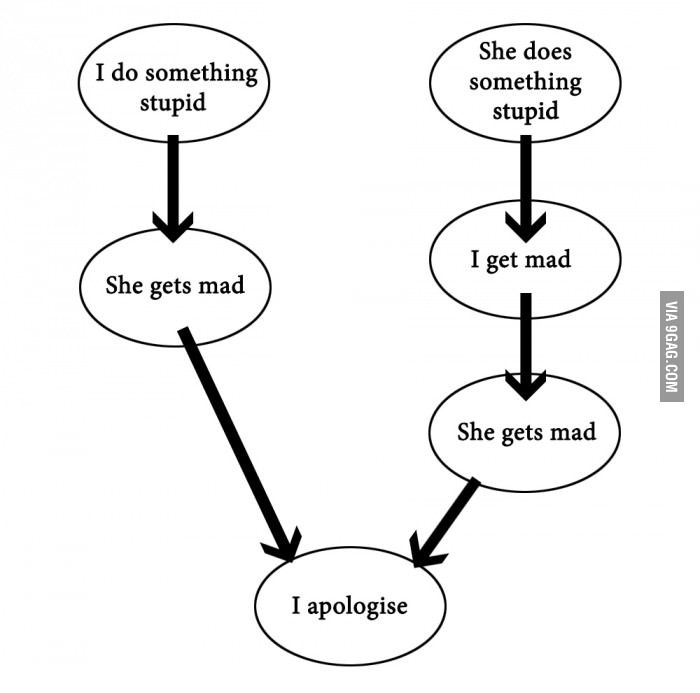 I do something
stupid
She gets mad
She does
something
stupid
I get mad
She gets mad
I apologise
VIA 9GAG.COM